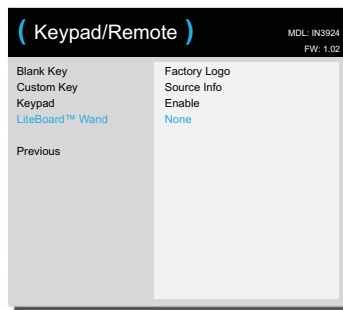 ( Keypad/Remote )
MDL: IN3924
FW: 1.02
Blank Key Factory Logo
Custom Key Source Info
Keypad Enable
LiteBoard™ Wand None
Previous